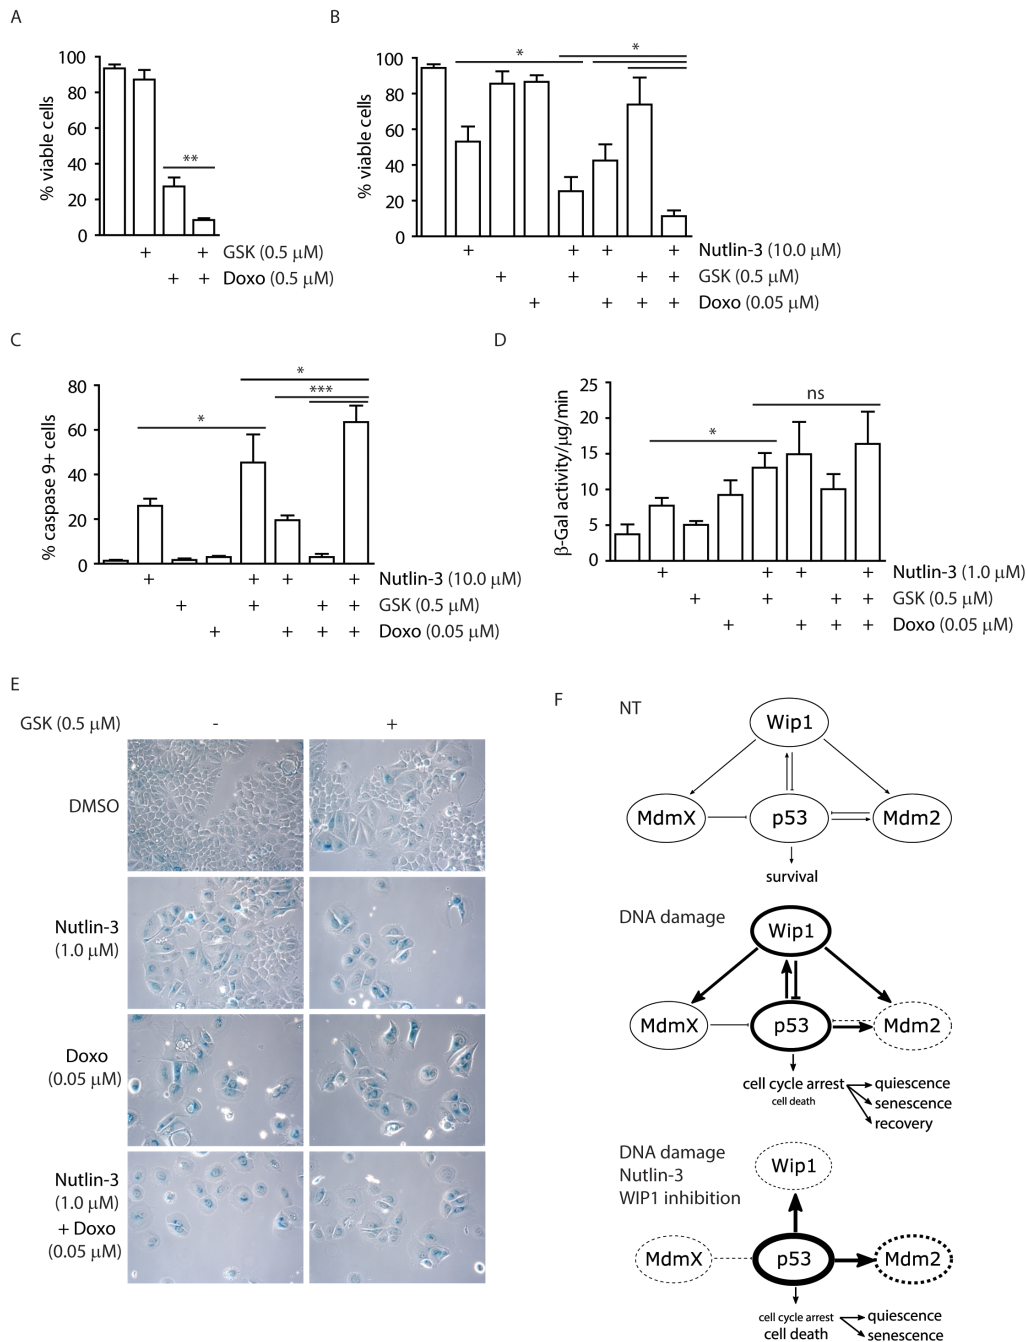 A
B
100
80
60
40
20
0
% viable cells
**
+ + GSK (0.5 μM)
+ + Doxo (0.5 μM)
100
80
60
40
20
0
% viable cells
* *
+ + + + Nutlin-3 (10.0 μM)
+ + + + GSK (0.5 μM)
+ + + + Doxo (0.05 μM)
C
D
80
60
40
20
0
% caspase 9+ cells
*
***
*
+ + + + Nutlin-3 (10.0 μM)
+ + + + GSK (0.5 μM)
+ + + + Doxo (0.05 μM)
25
20
15
10
5
0
β-Gal activity/μg/min
ns
*
+ + + + Nutlin-3 (1.0 μM)
+ + + + GSK (0.5 μM)
+ + + + Doxo (0.05 μM)
E
GSK (0.5 μM) - +
DMSO
Nutlin-3
(1.0 μM)
Doxo
(0.05 μM)
Nutlin-3
(1.0 μM)
+ Doxo
(0.05 μM)
F
NT
Wip1
MdmX p53 Mdm2
survival
DNA damage
Wip1
MdmX p53 Mdm2
cell cycle arrest quiescence
cell death senescence
recovery
DNA damage
Nutlin-3
WIP1 inhibition
Wip1
MdmX p53 Mdm2
cell cycle arrest quiescence
cell death senescence